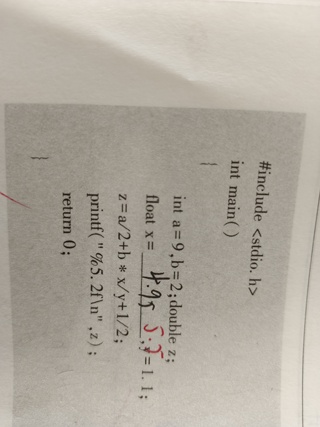 #include <stdio. h>
int main( )
{
int a=9,b=2;double z;
float x= 4.95 5.5 ,y=1.1;
z=a/2+b*x/y+1/2;
printf("%5. 2f\n",z);
return 0;
}